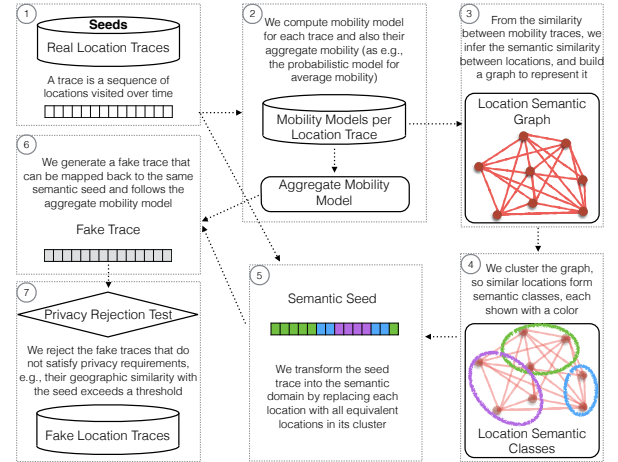 1
Seeds
Real Location Traces
A trace is a sequence of
locations visited over time
2
We compute mobility model
for each trace and also their
aggregate mobility (as e.g.,
the probabilistic model for
average mobility)
Mobility Models per
Location Trace
Aggregate Mobility
Model
3
From the similarity
between mobility traces, we
infer the semantic similarity
between locations, and build
a graph to represent it
Location Semantic
Graph
4
We cluster the graph,
so similar locations form
semantic classes, each
shown with a color
Location Semantic
Classes
5
Semantic Seed
We transform the seed
trace into the semantic
domain by replacing each
location with all equivalent
locations in its cluster
6
We generate a fake trace that
can be mapped back to the same
semantic seed and follows the
aggregate mobility model
Fake Trace
7
Privacy Rejection Test
We reject the fake traces that do
not satisfy privacy requirements,
e.g., their geographic similarity with
the seed exceeds a threshold
Fake Location Traces